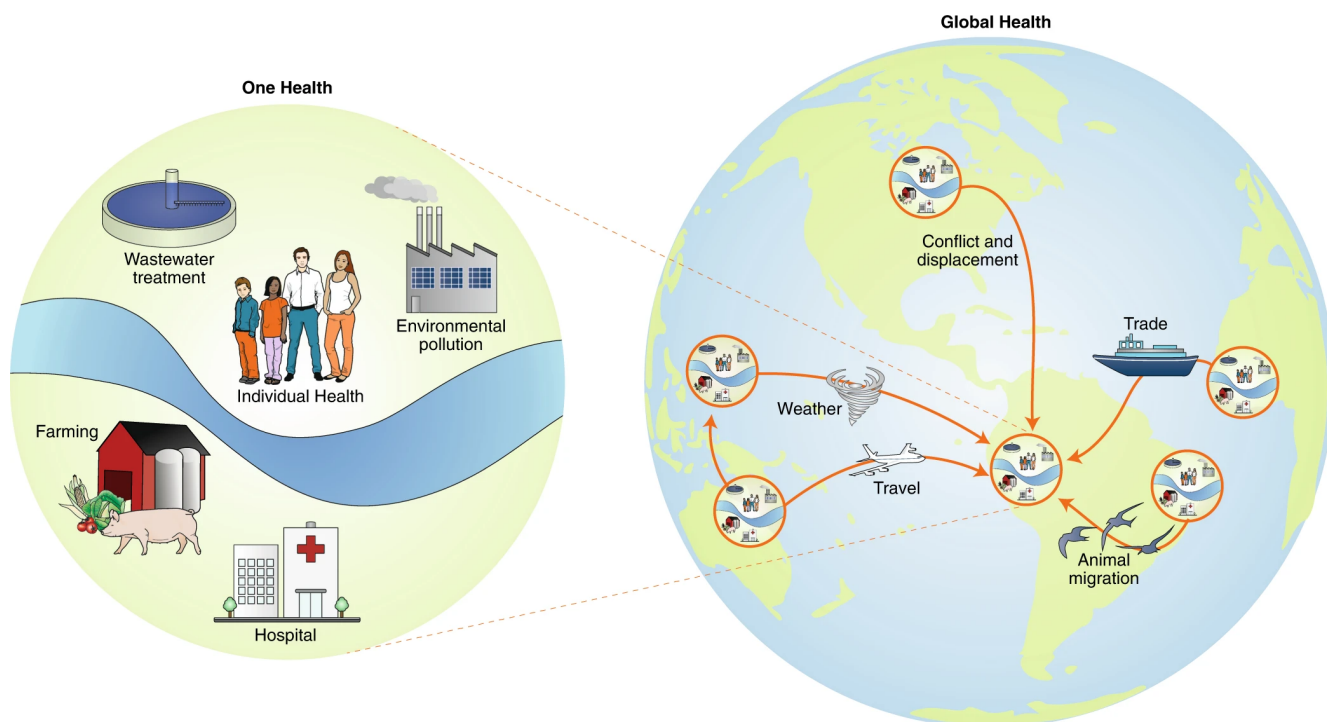 One Health
Wastewater
treatment
Environmental
pollution
Individual Health
Farming
Hospital
Global Health
Conflict and
displacement
Trade
Weather
Travel
Animal
migration